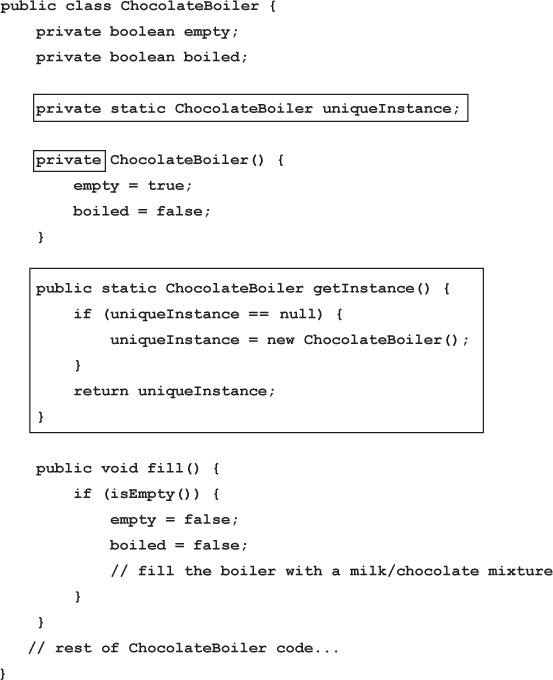 public class ChocolateBoiler {
    private boolean empty;
    private boolean boiled;
    private static ChocolateBoiler uniqueInstance;
    private ChocolateBoiler() {
        empty = true;
        boiled = false;
    }
    public static ChocolateBoiler getInstance() {
        if (uniqueInstance == null) {
            uniqueInstance = new ChocolateBoiler();
        }
        return uniqueInstance;
    }
    public void fill() {
        if (isEmpty()) {
            empty = false;
            boiled = false;
            // fill the boiler with a milk/chocolate mixture
        }
    }
   // rest of ChocolateBoiler code...
}